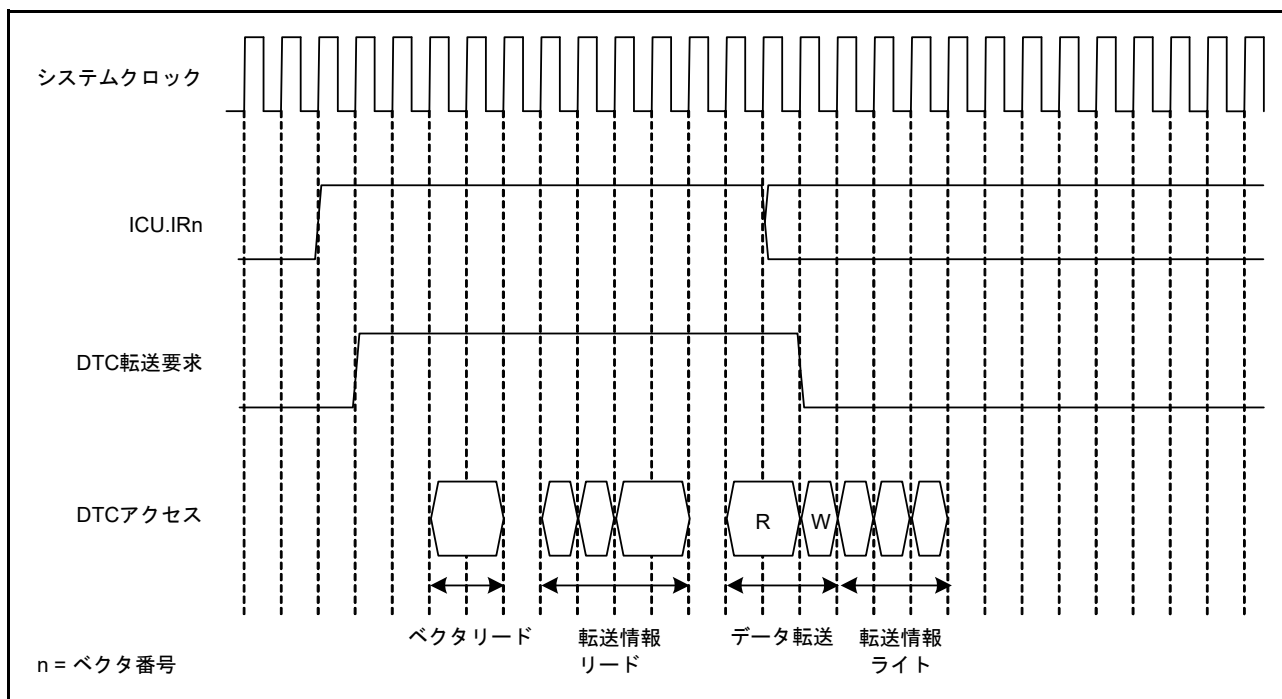 システムクロック
ICU.IRn
DTC転送要求
DTCアクセス
R
W
ベクタリード
転送情報
リード
データ転送
転送情報
ライト
n = ベクタ番号